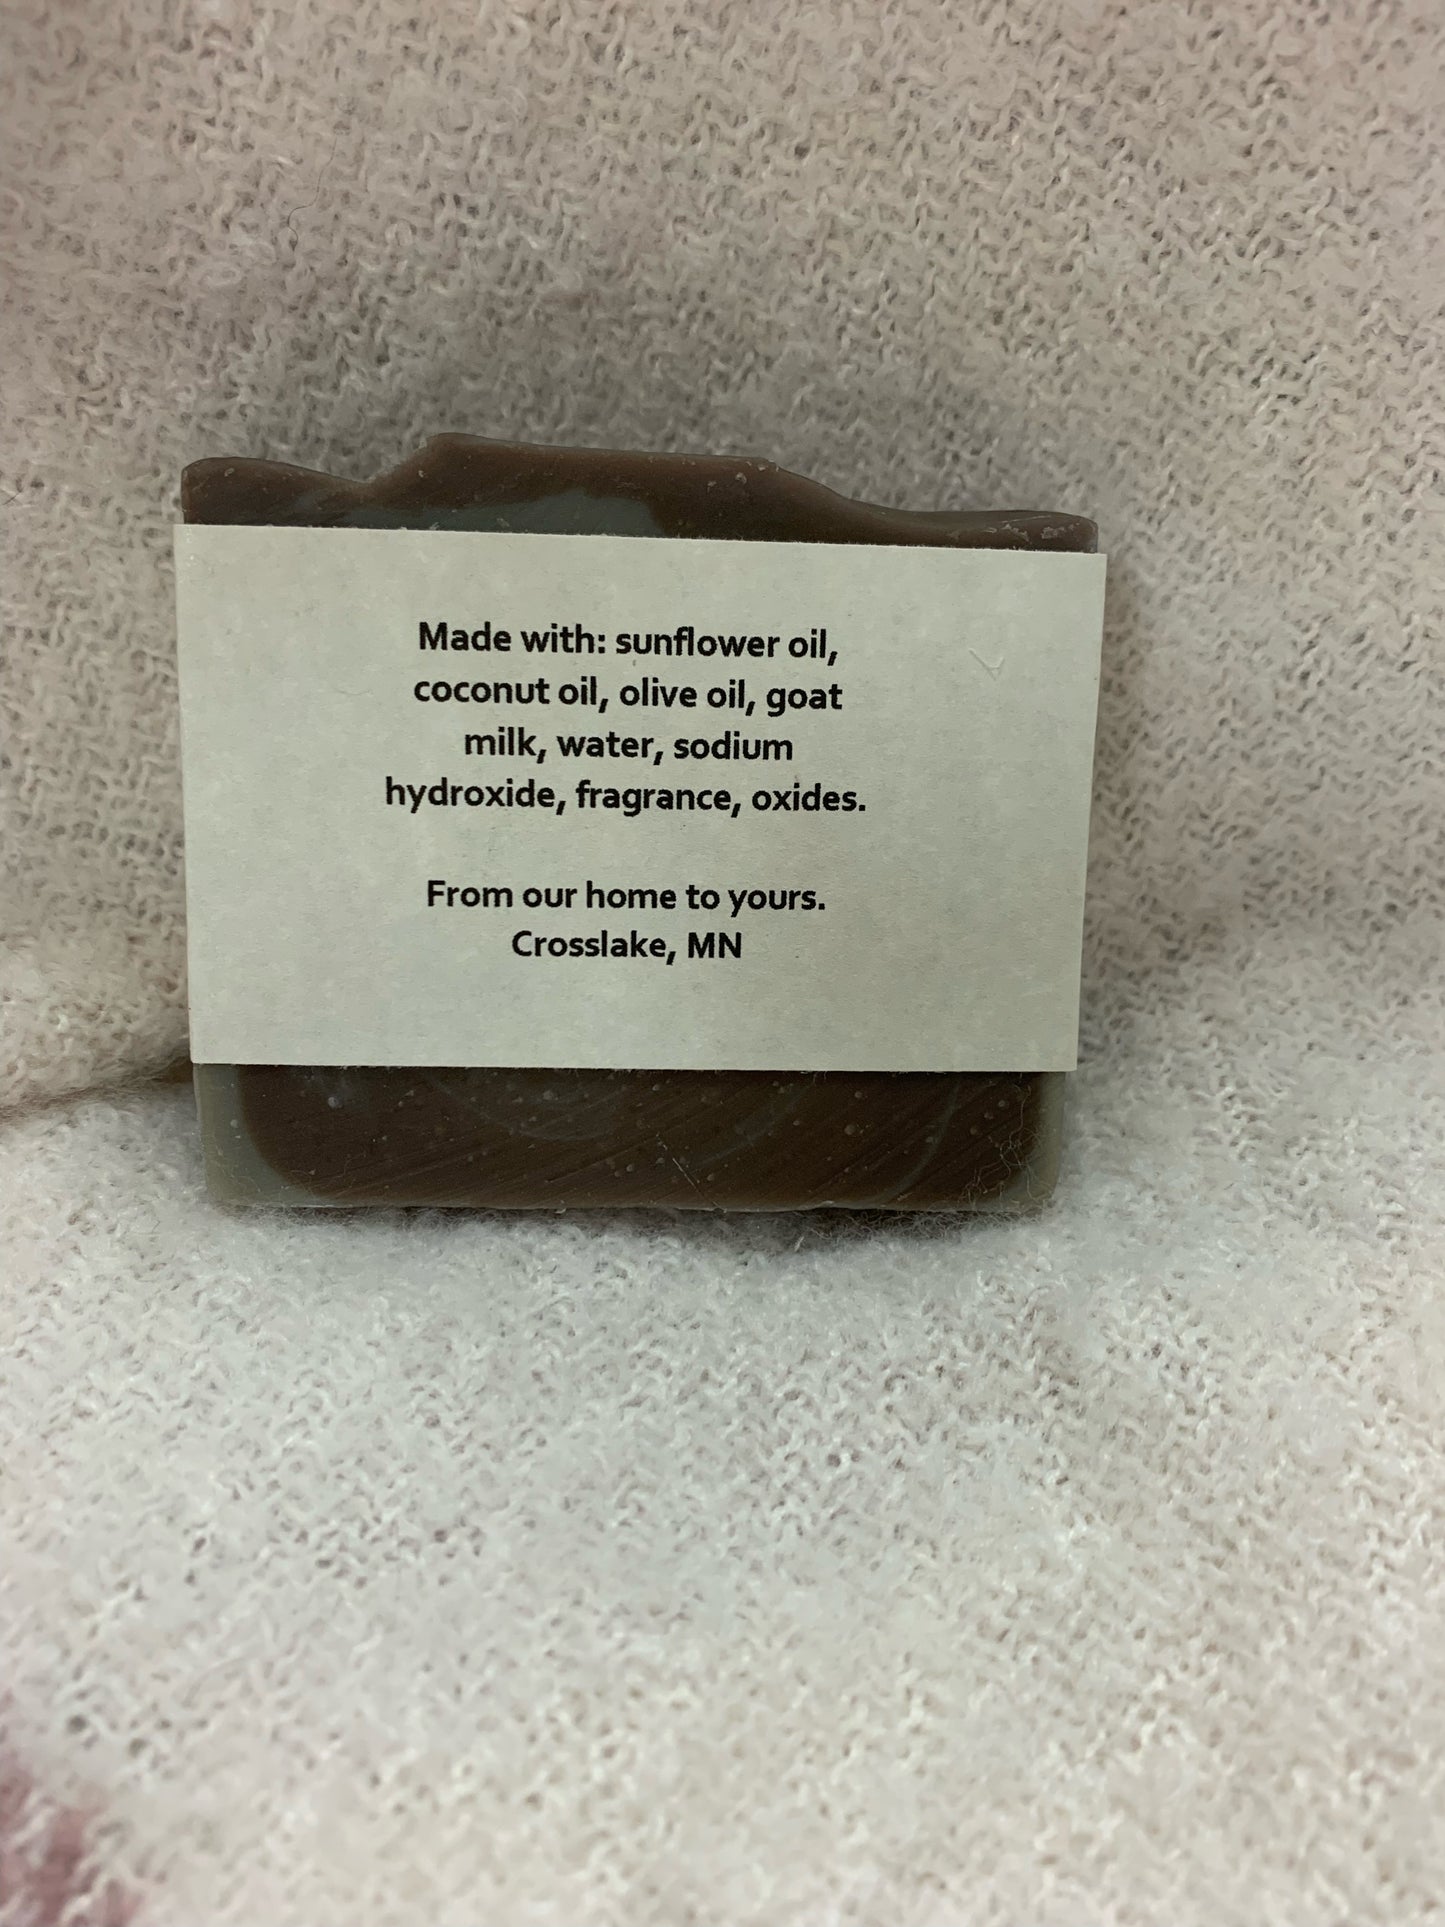 Made with: sunflower oil,
coconut oil, olive oil, goat
milk, water, sodium
hydroxide, fragrance, oxides.
From our home to yours.
Crosslake, MN